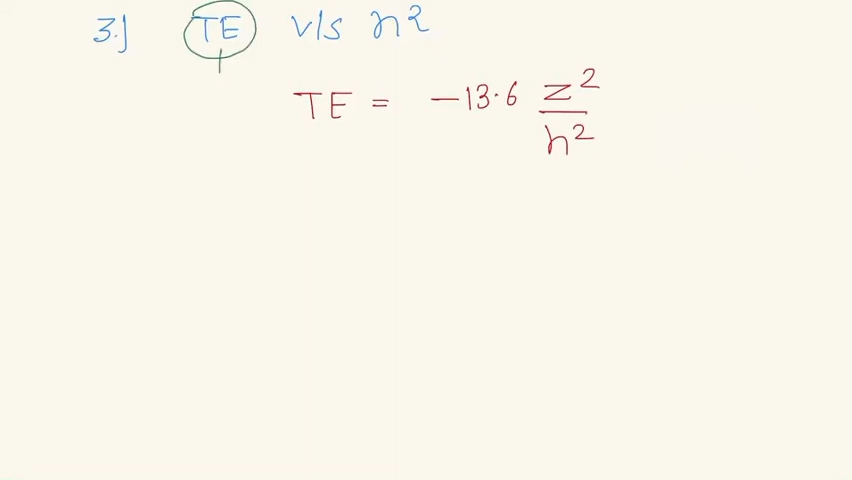 3.) TE v/s n²
TE = -13.6 z²/n²